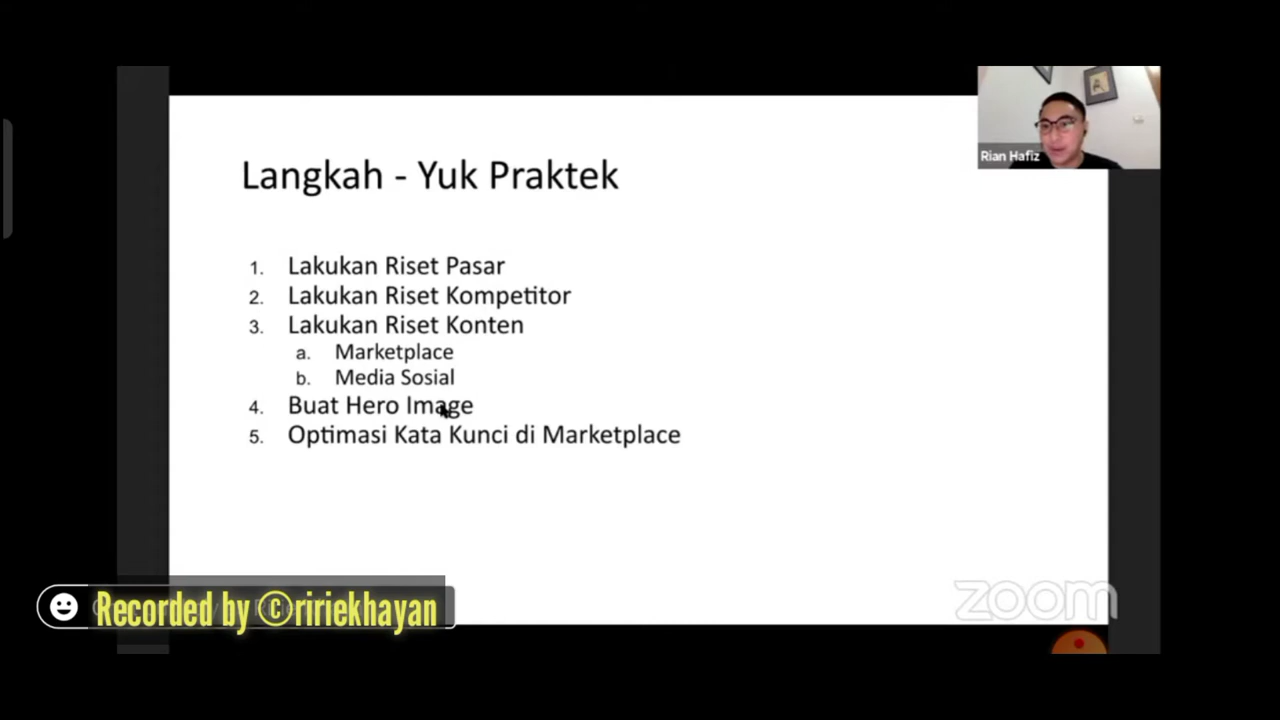 Rian Hafiz
Langkah - Yuk Praktek
1. Lakukan Riset Pasar
2. Lakukan Riset Kompetitor
3. Lakukan Riset Konten
a. Marketplace
b. Media Sosial
4. Buat Hero Image
5. Optimasi Kata Kunci di Marketplace
Recorded by ©ririekhayan
zoom